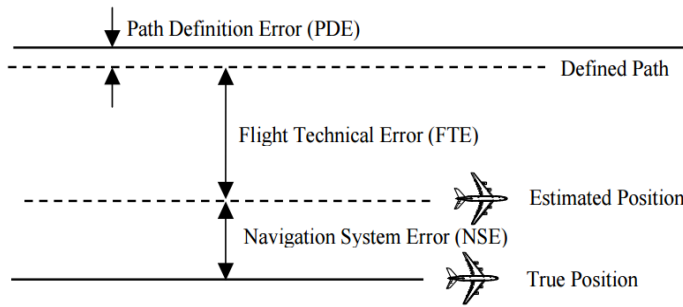 Path Definition Error (PDE)
Defined Path
Flight Technical Error (FTE)
Estimated Position
Navigation System Error (NSE)
True Position